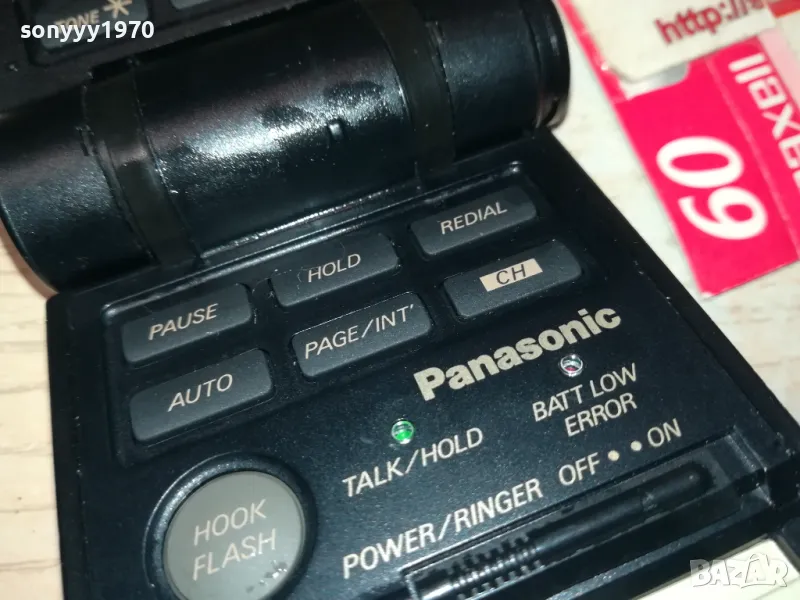 sonyyy1970
TONE *
http://
maxell
60
REDIAL
HOLD
PAUSE
CH
PAGE/INT'
AUTO
Panasonic
BATT LOW
ERROR
TALK/HOLD
HOOK
FLASH
POWER/RINGER OFF • • ON
BAZAR